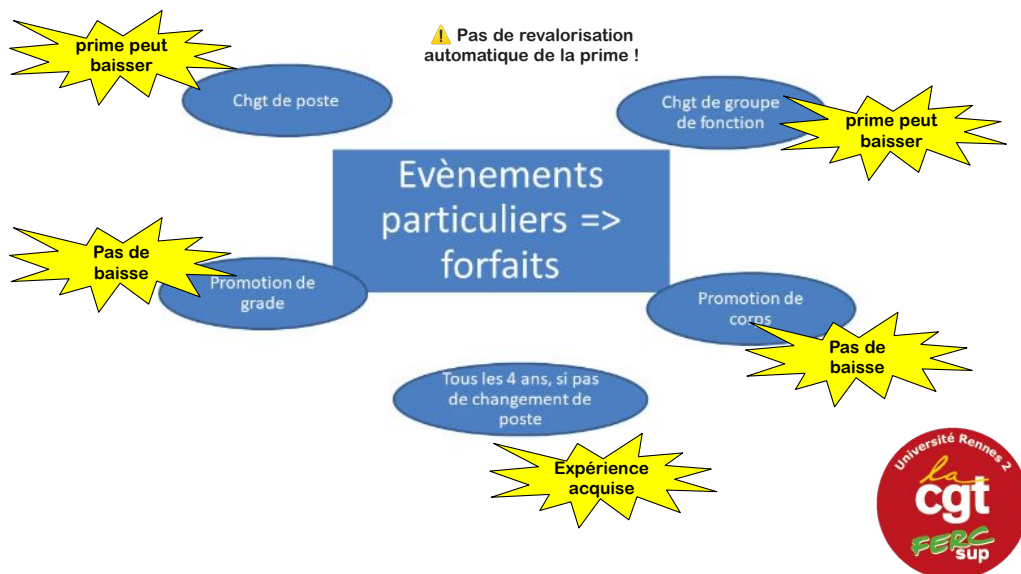 ⚠ Pas de revalorisation
automatique de la prime !
prime peut
baisser
Chgt de poste
Chgt de groupe
de fonction
prime peut
baisser
Evènements
particuliers =>
forfaits
Pas de
baisse
Promotion de
grade
Promotion de
corps
Pas de
baisse
Tous les 4 ans, si pas
de changement de
poste
Expérience
acquise
Université Rennes 2
la
cgt
FERC
sup